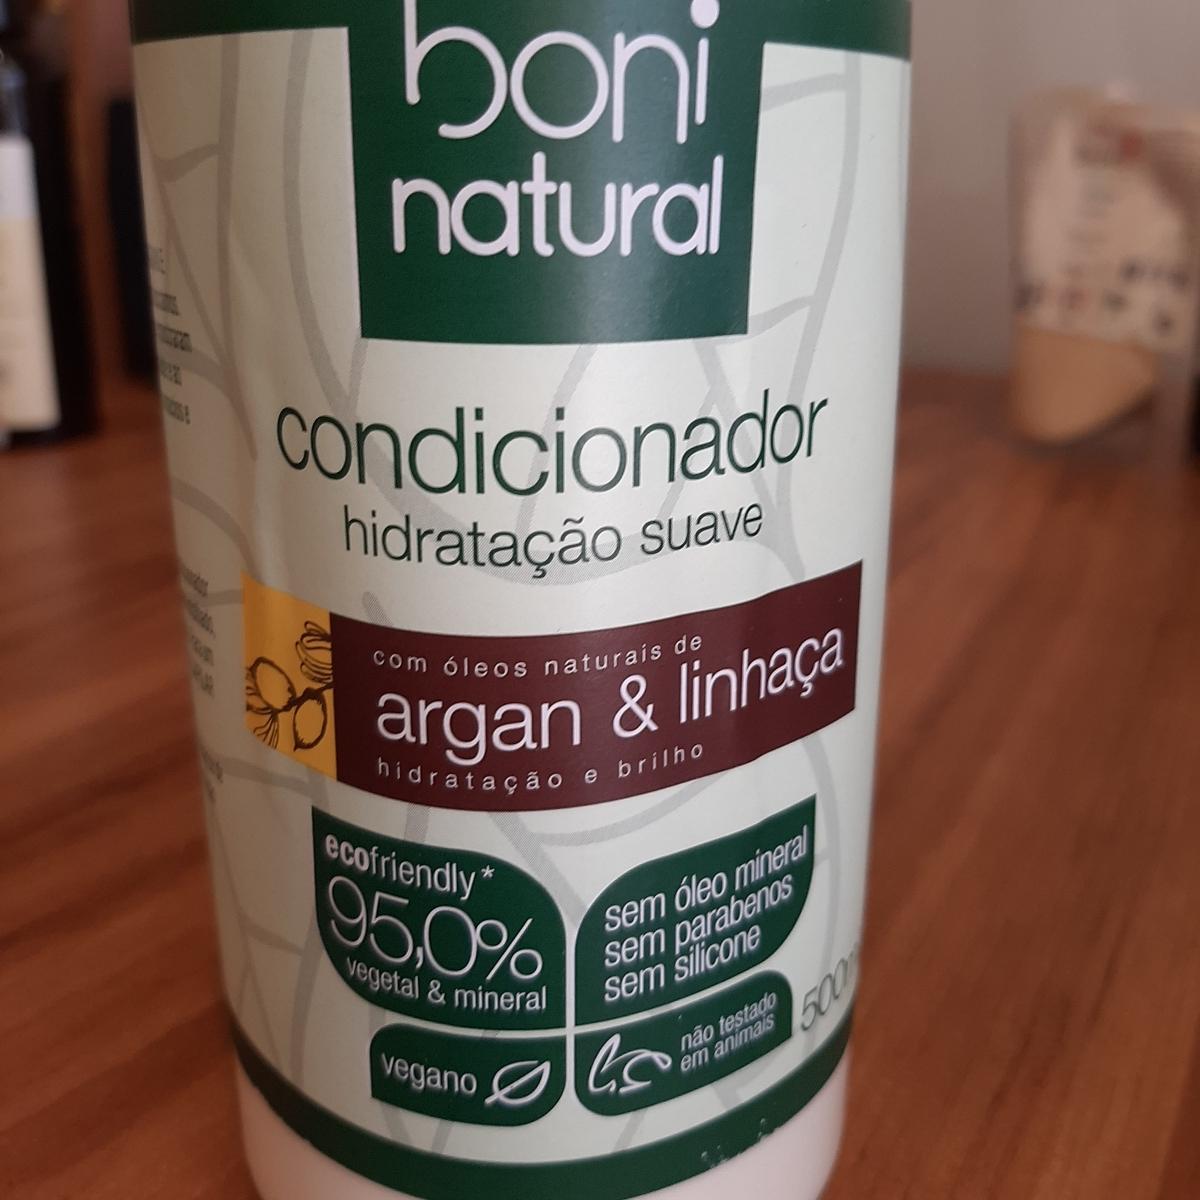 boni
natural
condicionador
hidratação suave
com óleos naturais de
argan & linhaça
hidratação e brilho
ecofriendly*
95,0%
vegetal & mineral
sem óleo mineral
sem parabenos
sem silicone
vegano
não testado
em animais